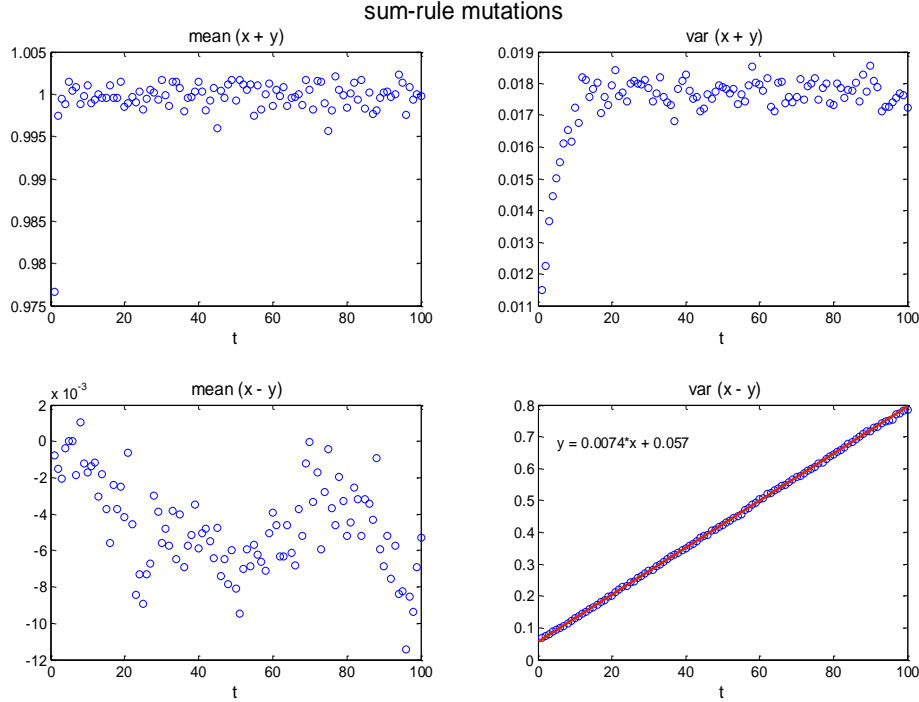 sum-rule mutations
mean (x + y)
1.005
1
0.995
0.99
0.985
0.98
0.975
0 20 40 60 80 100
t
var (x + y)
0.019
0.018
0.017
0.016
0.015
0.014
0.013
0.012
0.011
0 20 40 60 80 100
t
mean (x - y)
x 10^-3
2
0
-2
-4
-6
-8
-10
-12
0 20 40 60 80 100
t
var (x - y)
0.8
0.7
0.6
0.5
0.4
0.3
0.2
0.1
0
y = 0.0074*x + 0.057
0 20 40 60 80 100
t